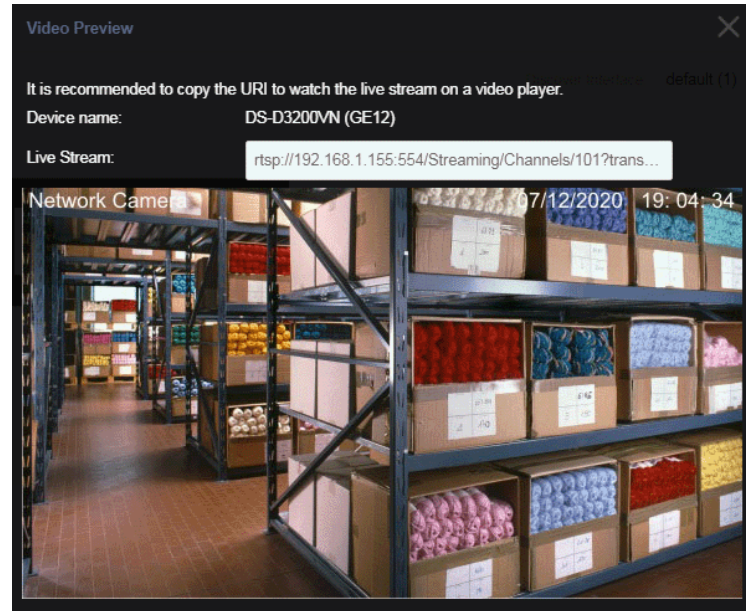 Video Preview
default (1)
It is recommended to copy the URI to watch the live stream on a video player.
Device name: DS-D3200VN (GE12)
Live Stream: rtsp://192.168.1.155:554/Streaming/Channels/101?trans...
Network Camera 07/12/2020 19: 04: 34